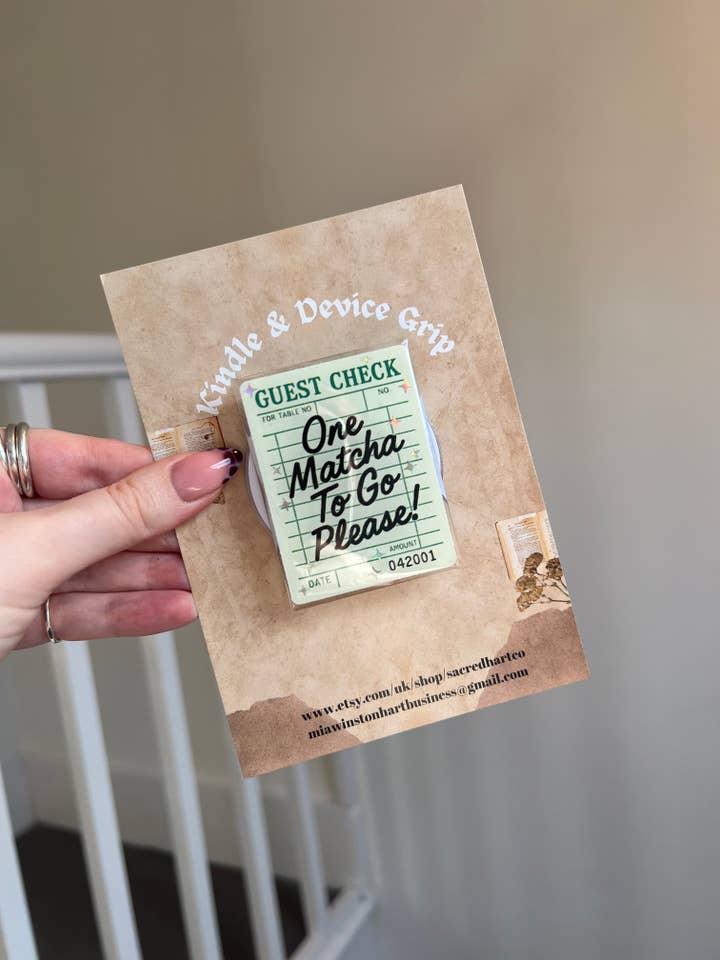 Kindle & Device Grip
GUEST CHECK
FOR TABLE NO
NO.
One
Matcha
To Go
Please!
AMOUNT
DATE
042001
www.etsy.com/uk/shop/sacredhartco
miawinstonhartbusiness@gmail.com